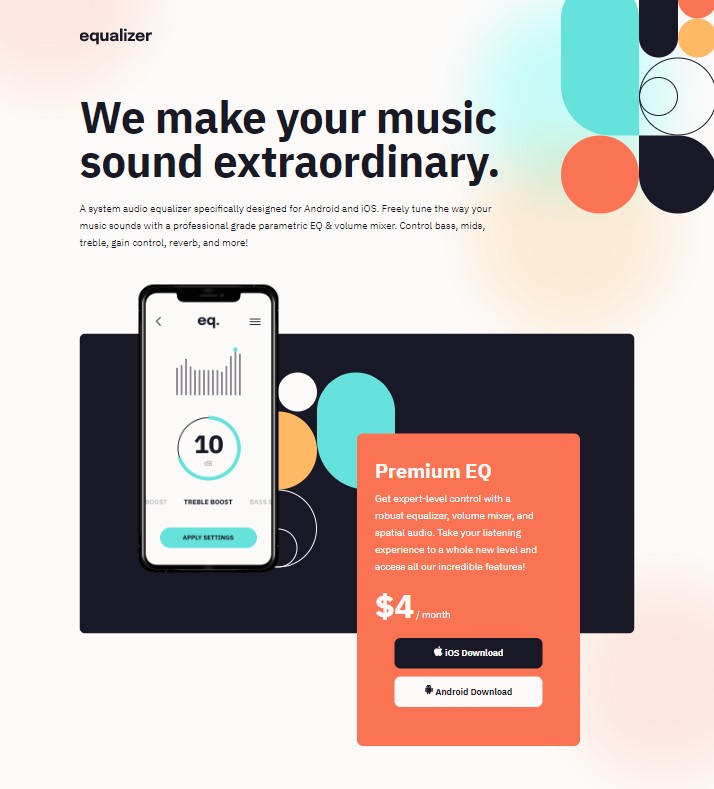 equalizer
We make your music
sound extraordinary.
A system audio equalizer specifically designed for Android and iOS. Freely tune the way your
music sounds with a professional grade parametric EQ & volume mixer. Control bass, mids,
treble, gain control, reverb, and more!
eq.
10
dB
BOOST TREBLE BOOST BASS
APPLY SETTINGS
Premium EQ
Get expert-level control with a
robust equalizer, volume mixer, and
spatial audio. Take your listening
experience to a whole new level and
access all our incredible features!
$4 / month
iOS Download
Android Download